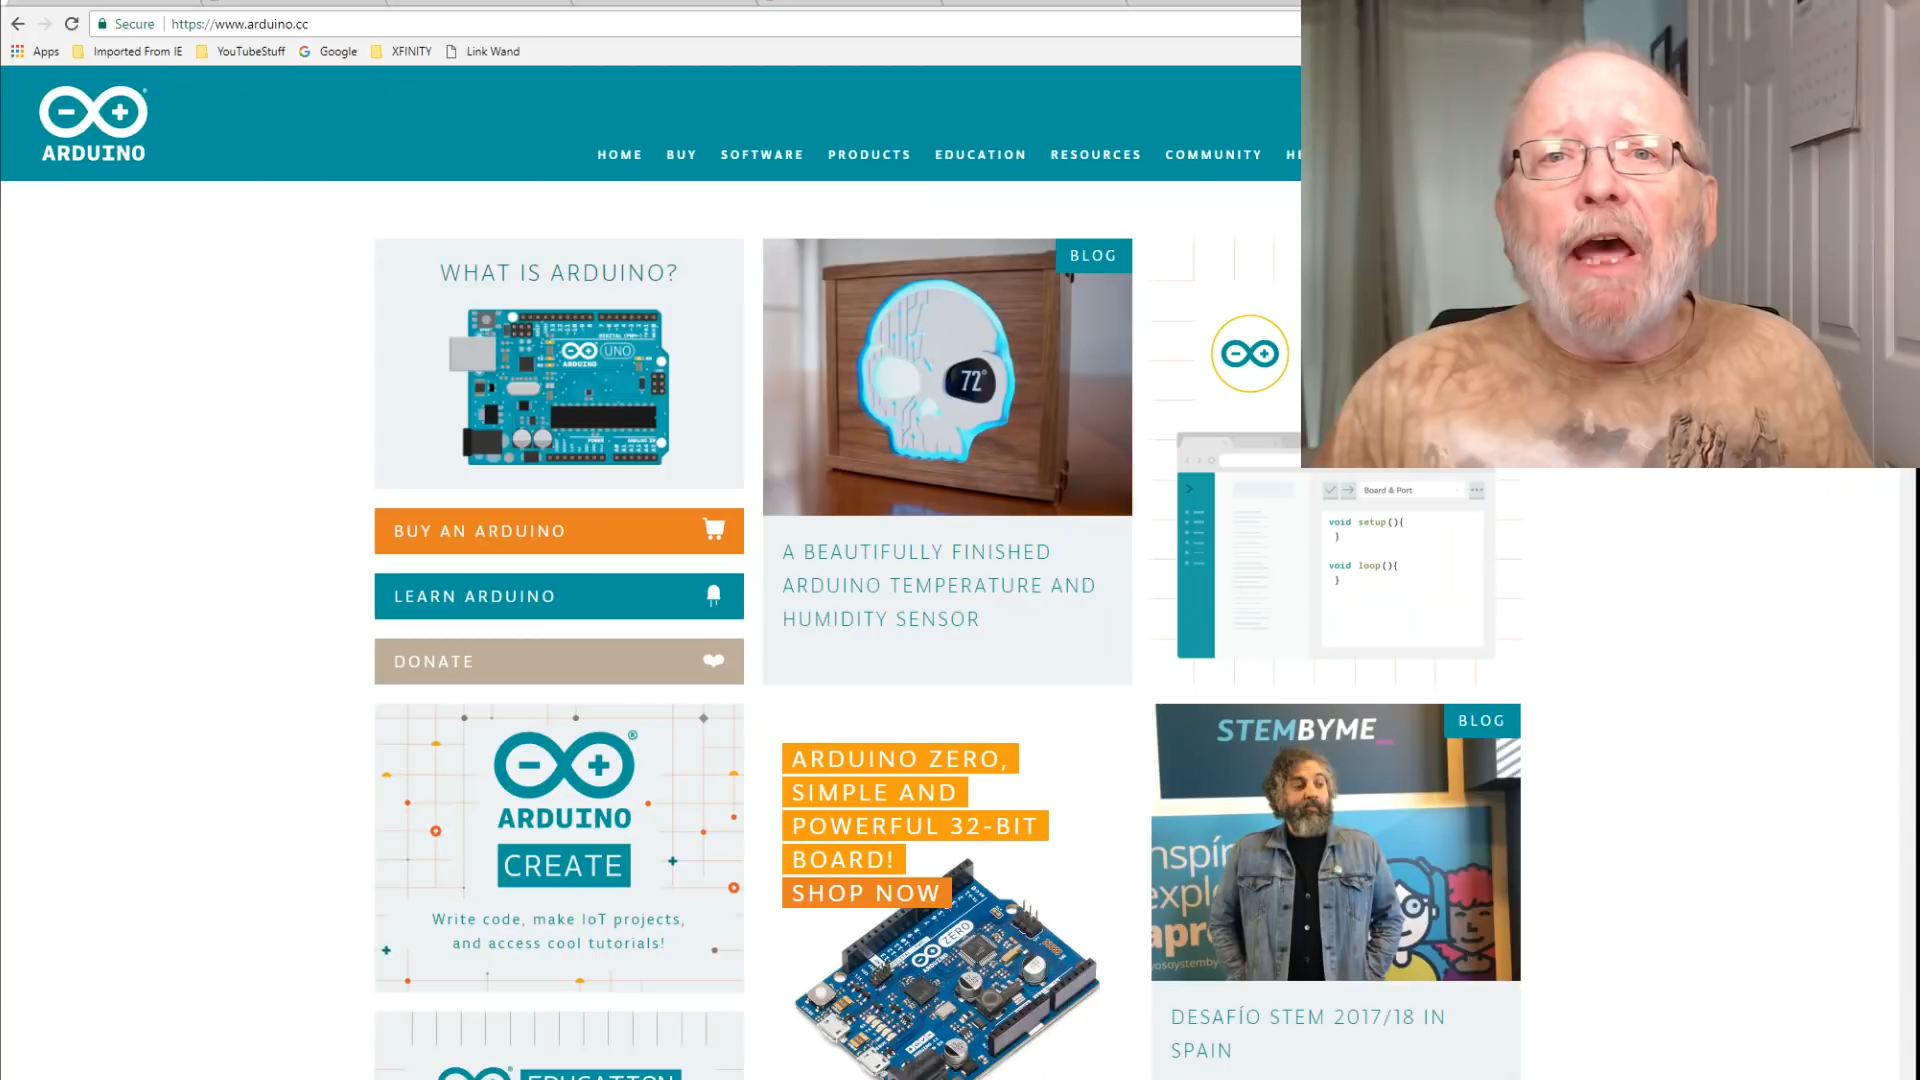 Secure https://www.arduino.cc
Apps Imported From IE YouTubeStuff Google XFINITY Link Wand
ARDUINO
HOME BUY SOFTWARE PRODUCTS EDUCATION RESOURCES COMMUNITY
WHAT IS ARDUINO?
ARDUINO
UNO
BUY AN ARDUINO
LEARN ARDUINO
DONATE
ARDUINO
CREATE
Write code, make IoT projects,
and access cool tutorials!
EDUCATION
BLOG
72°
A BEAUTIFULLY FINISHED
ARDUINO TEMPERATURE AND
HUMIDITY SENSOR
ARDUINO ZERO,
SIMPLE AND
POWERFUL 32-BIT
BOARD!
SHOP NOW
ZERO
Board & Port
void setup(){
}
void loop(){
}
BLOG
STEMBYME_
DESAFÍO STEM 2017/18 IN
SPAIN